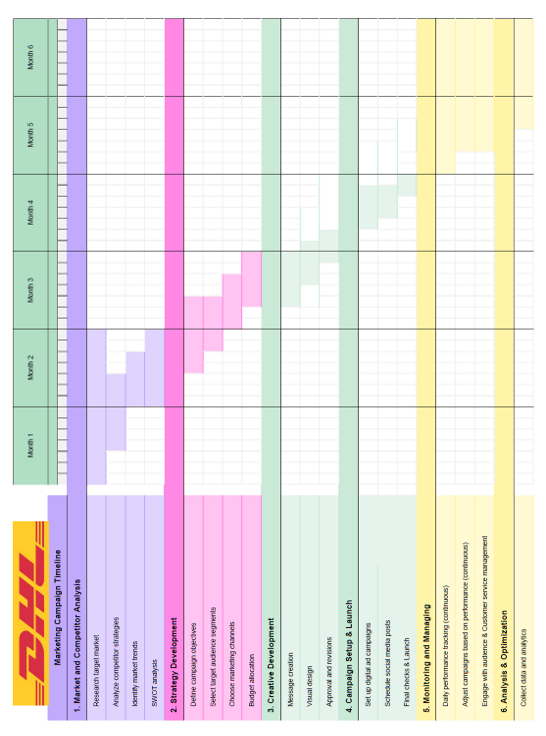 DHL
Month 1
Month 2
Month 3
Month 4
Month 5
Month 6
Marketing Campaign Timeline
1. Market and Competitor Analysis
Research target market
Analyze competitor strategies
Identify market trends
SWOT analysis
2. Strategy Development
Define campaign objectives
Select target audience segments
Choose marketing channels
Budget allocation
3. Creative Development
Message creation
Visual design
Approval and revisions
4. Campaign Setup & Launch
Set up digital ad campaigns
Schedule social media posts
Final checks & Launch
5. Monitoring and Managing
Daily performance tracking (continuous)
Adjust campaigns based on performance (continuous)
Engage with audience & Customer service management
6. Analysis & Optimization
Collect data and analytics